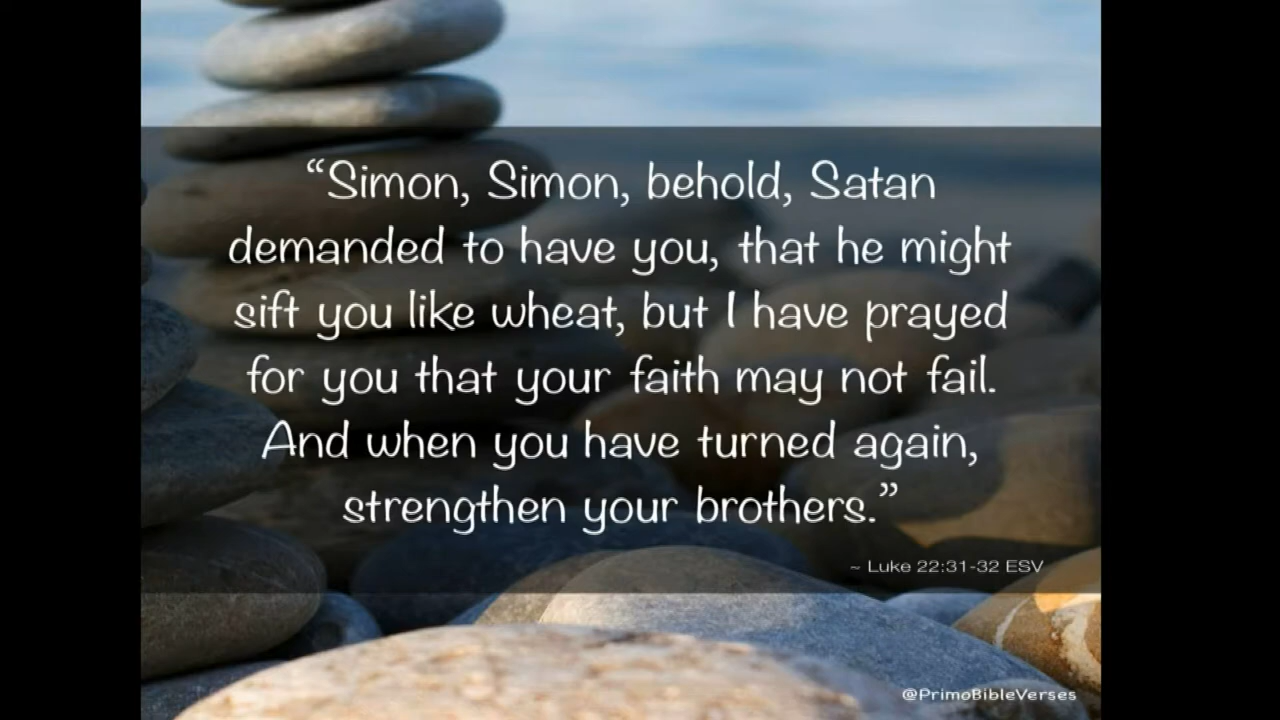 “Simon, Simon, behold, Satan
demanded to have you, that he might
sift you like wheat, but I have prayed
for you that your faith may not fail.
And when you have turned again,
strengthen your brothers.”
~ Luke 22:31-32 ESV
@PrimoBibleVerses